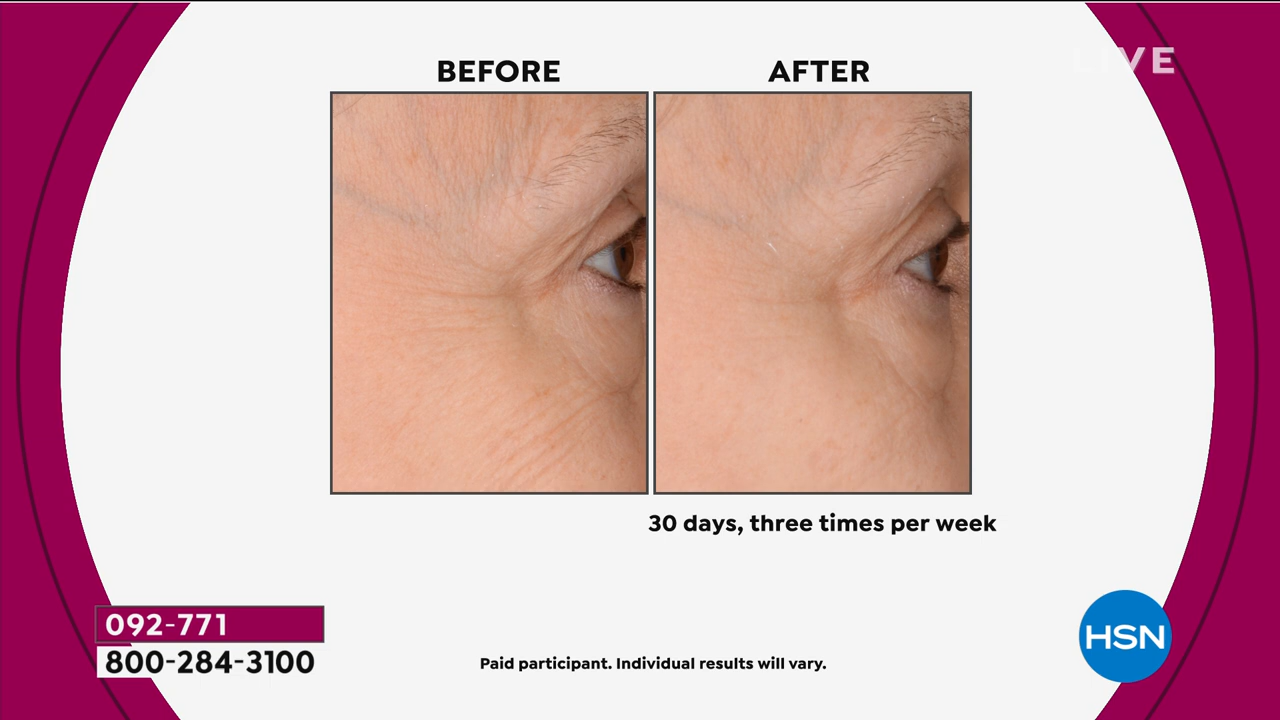 LIVE
BEFORE
AFTER
30 days, three times per week
092-771
800-284-3100
Paid participant. Individual results will vary.
HSN